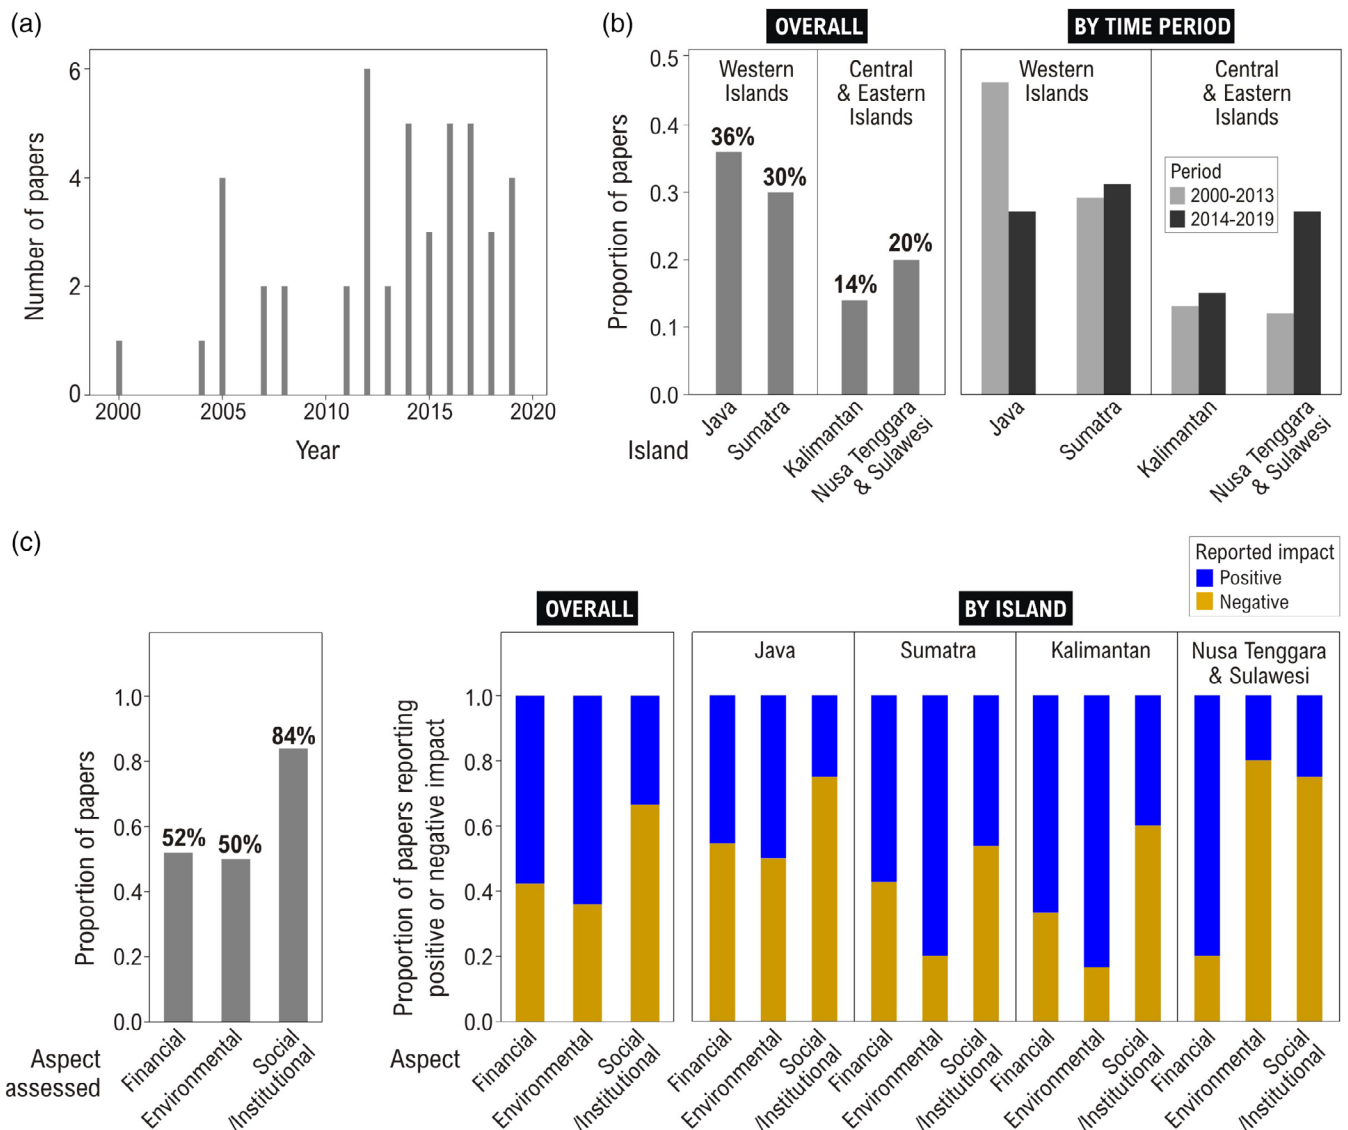 (a)
6
4
2
0
Number of papers
2000
2005
2010
2015
2020
Year
(b)
OVERALL
BY TIME PERIOD
0.5
0.4
0.3
0.2
0.1
0.0
Proportion of papers
Western
Islands
Central
& Eastern
Islands
36%
30%
14%
20%
Western
Islands
Central
& Eastern
Islands
Period
2000-2013
2014-2019
Island
Java
Sumatra
Kalimantan
Nusa Tenggara
& Sulawesi
Java
Sumatra
Kalimantan
Nusa Tenggara
& Sulawesi
(c)
Reported impact
Positive
Negative
OVERALL
BY ISLAND
1.0
0.8
0.6
0.4
0.2
0.0
Proportion of papers
52%
50%
84%
Aspect
assessed
Financial
Environmental
Social
/Institutional
Proportion of papers reporting
positive or negative impact
1.0
0.8
0.6
0.4
0.2
0.0
Java
Sumatra
Kalimantan
Nusa Tenggara
& Sulawesi
Aspect
Financial
Environmental
Social
/Institutional
Financial
Environmental
Social
/Institutional
Financial
Environmental
Social
/Institutional
Financial
Environmental
Social
/Institutional
Financial
Environmental
Social
/Institutional